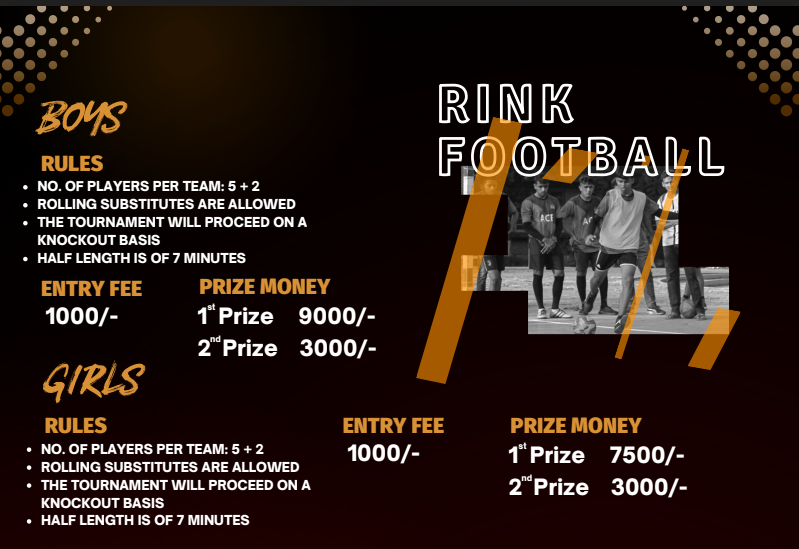 RINK
FOOTBALL
BOYS
RULES
• NO. OF PLAYERS PER TEAM: 5 + 2
• ROLLING SUBSTITUTES ARE ALLOWED
• THE TOURNAMENT WILL PROCEED ON A
KNOCKOUT BASIS
• HALF LENGTH IS OF 7 MINUTES
ENTRY FEE
1000/-
PRIZE MONEY
1st Prize 9000/-
2nd Prize 3000/-
ACE
ACE
GIRLS
RULES
• NO. OF PLAYERS PER TEAM: 5 + 2
• ROLLING SUBSTITUTES ARE ALLOWED
• THE TOURNAMENT WILL PROCEED ON A
KNOCKOUT BASIS
• HALF LENGTH IS OF 7 MINUTES
ENTRY FEE
1000/-
PRIZE MONEY
1st Prize 7500/-
2nd Prize 3000/-